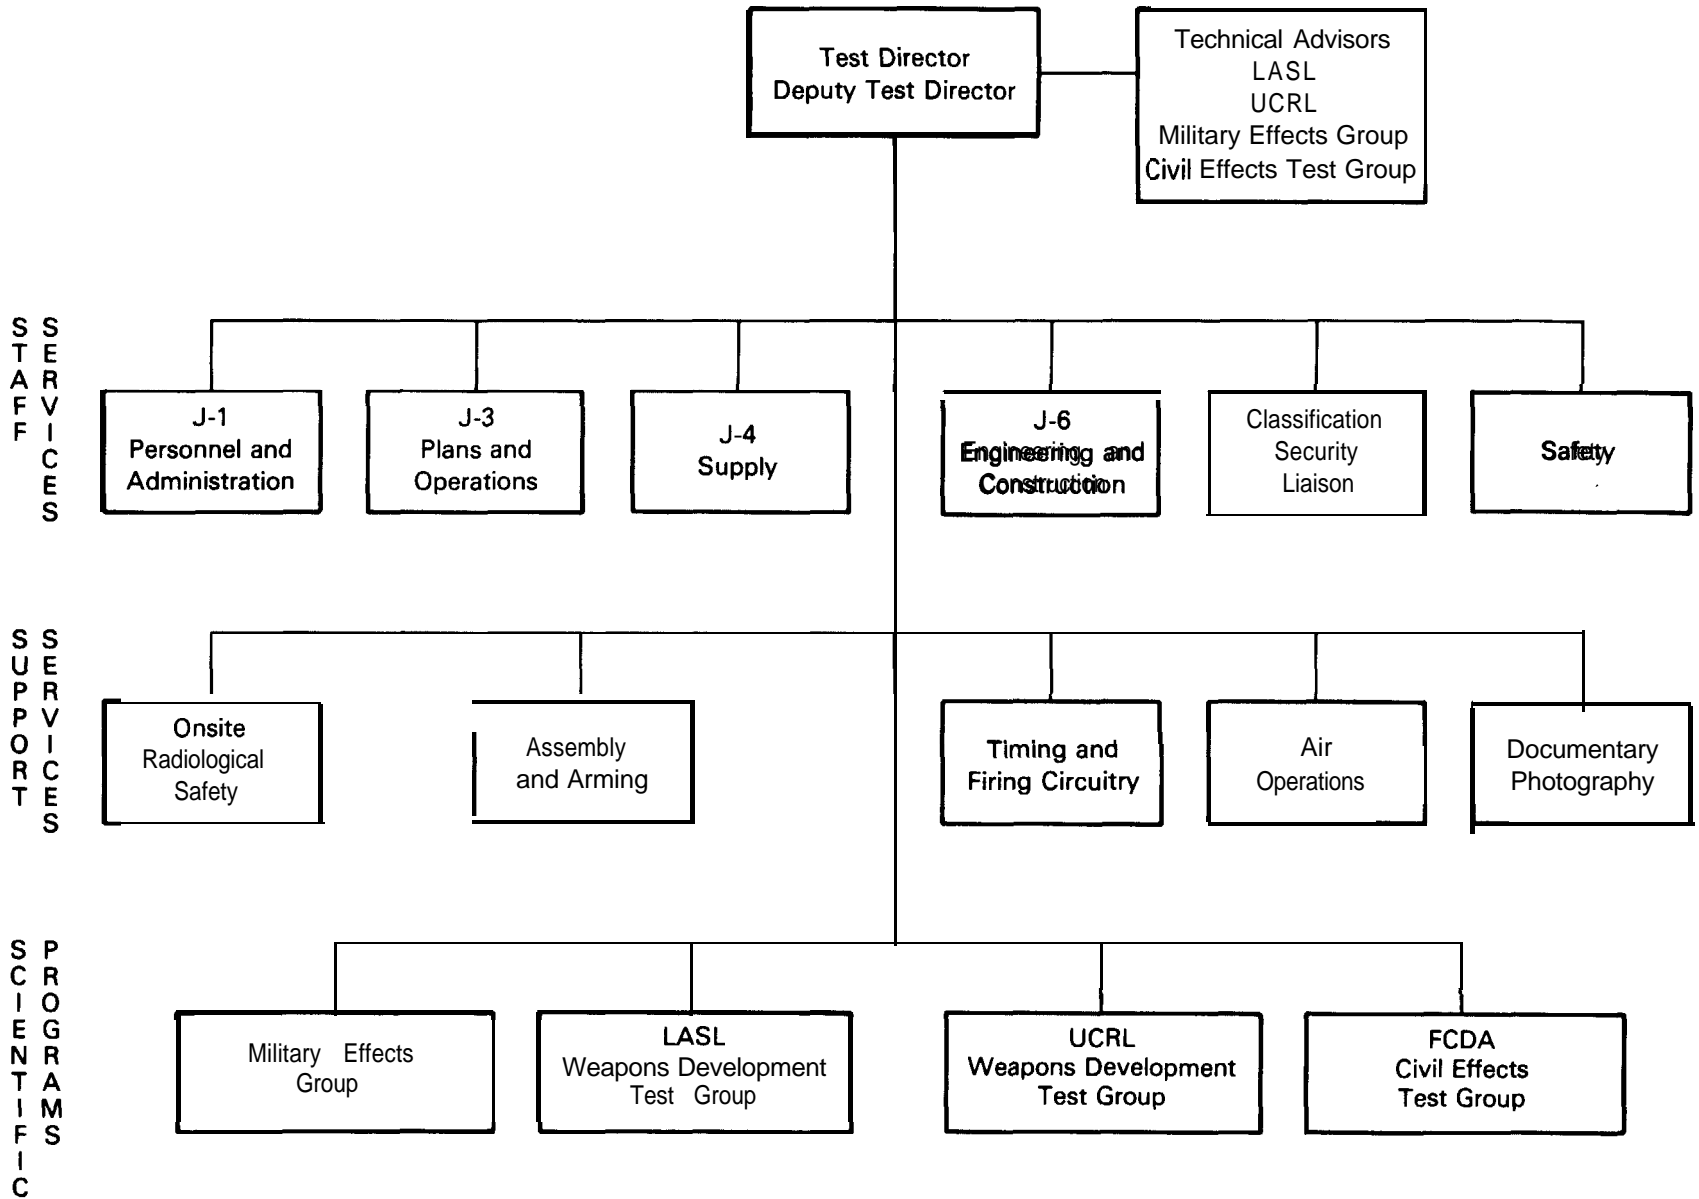 Test Director
Deputy Test Director
Technical Advisors
LASL
UCRL
Military Effects Group
Civil Effects Test Group
STAFF
SERVICES
J-1
Personnel and
Administration
J-3
Plans and
Operations
J-4
Supply
J-6
Engineering and
Construction
Classification
Security
Liaison
Safety
SUPPORT
SERVICES
Onsite
Radiological
Safety
Assembly
and Arming
Timing and
Firing Circuitry
Air
Operations
Documentary
Photography
SCIENTIFIC
PROGRAMS
Military Effects
Group
LASL
Weapons Development
Test Group
UCRL
Weapons Development
Test Group
FCDA
Civil Effects
Test Group